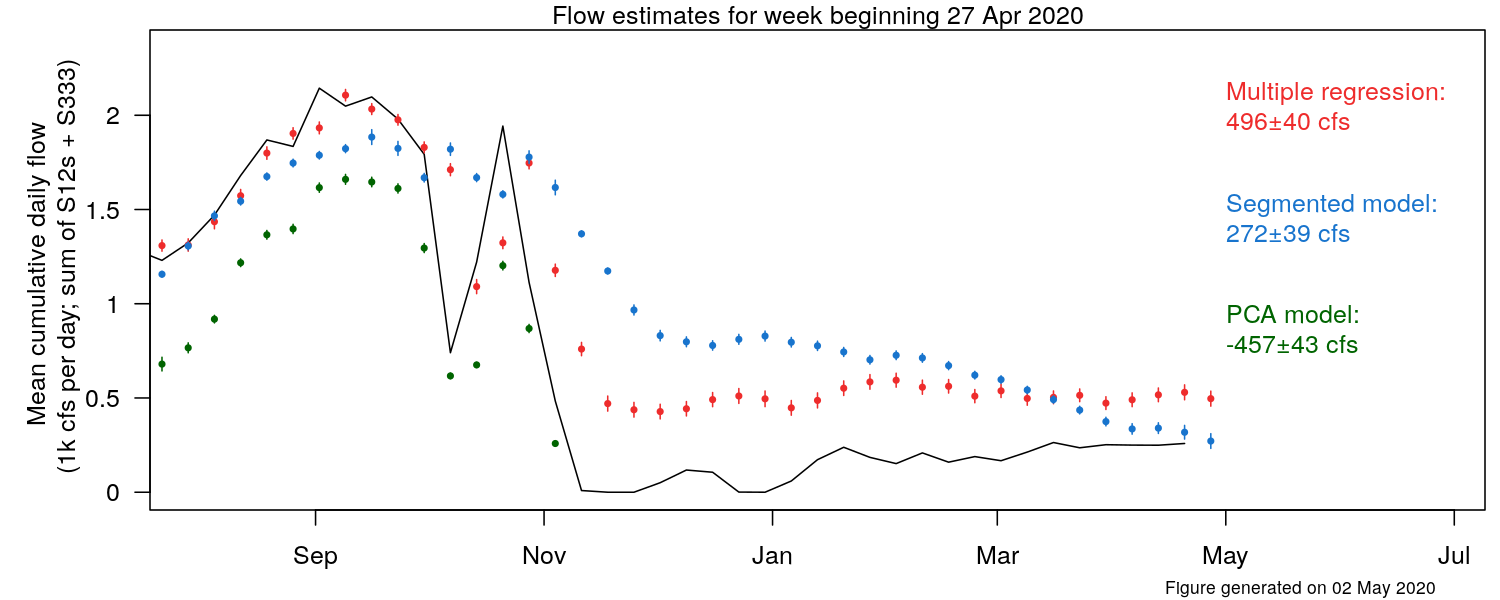 Flow estimates for week beginning 27 Apr 2020
Mean cumulative daily flow
(1k cfs per day; sum of S12s + S333)
2
1.5
1
0.5
0
Multiple regression:
496±40 cfs
Segmented model:
272±39 cfs
PCA model:
-457±43 cfs
Sep
Nov
Jan
Mar
May
Jul
Figure generated on 02 May 2020